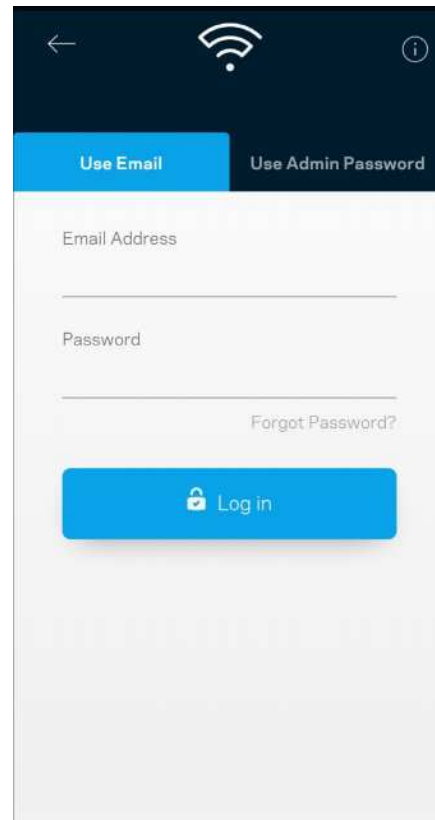 Use Email
Use Admin Password
Email Address
Password
Forgot Password?
Log in